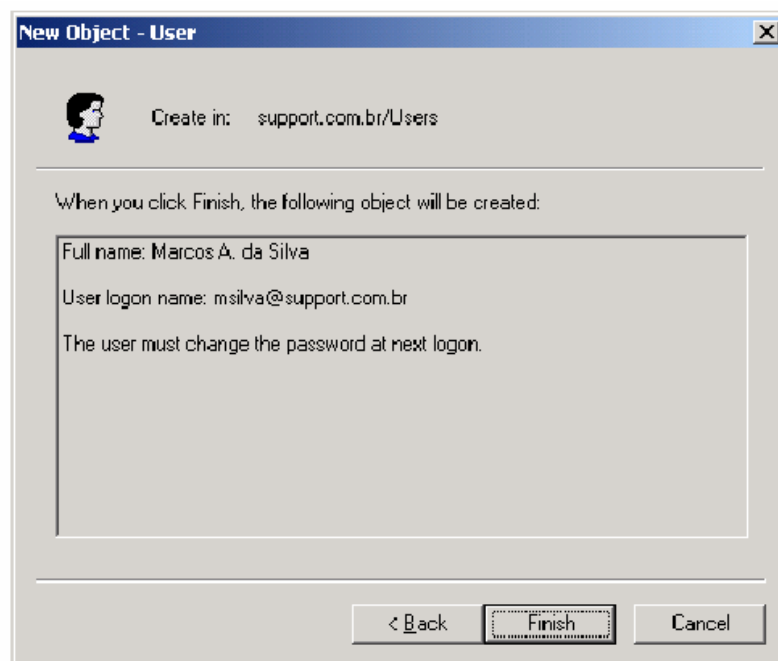 New Object - User
Create in: support.com.br/Users
When you click Finish, the following object will be created:
Full name: Marcos A. da Silva
User logon name: msilva@support.com.br
The user must change the password at next logon.
< Back Finish Cancel